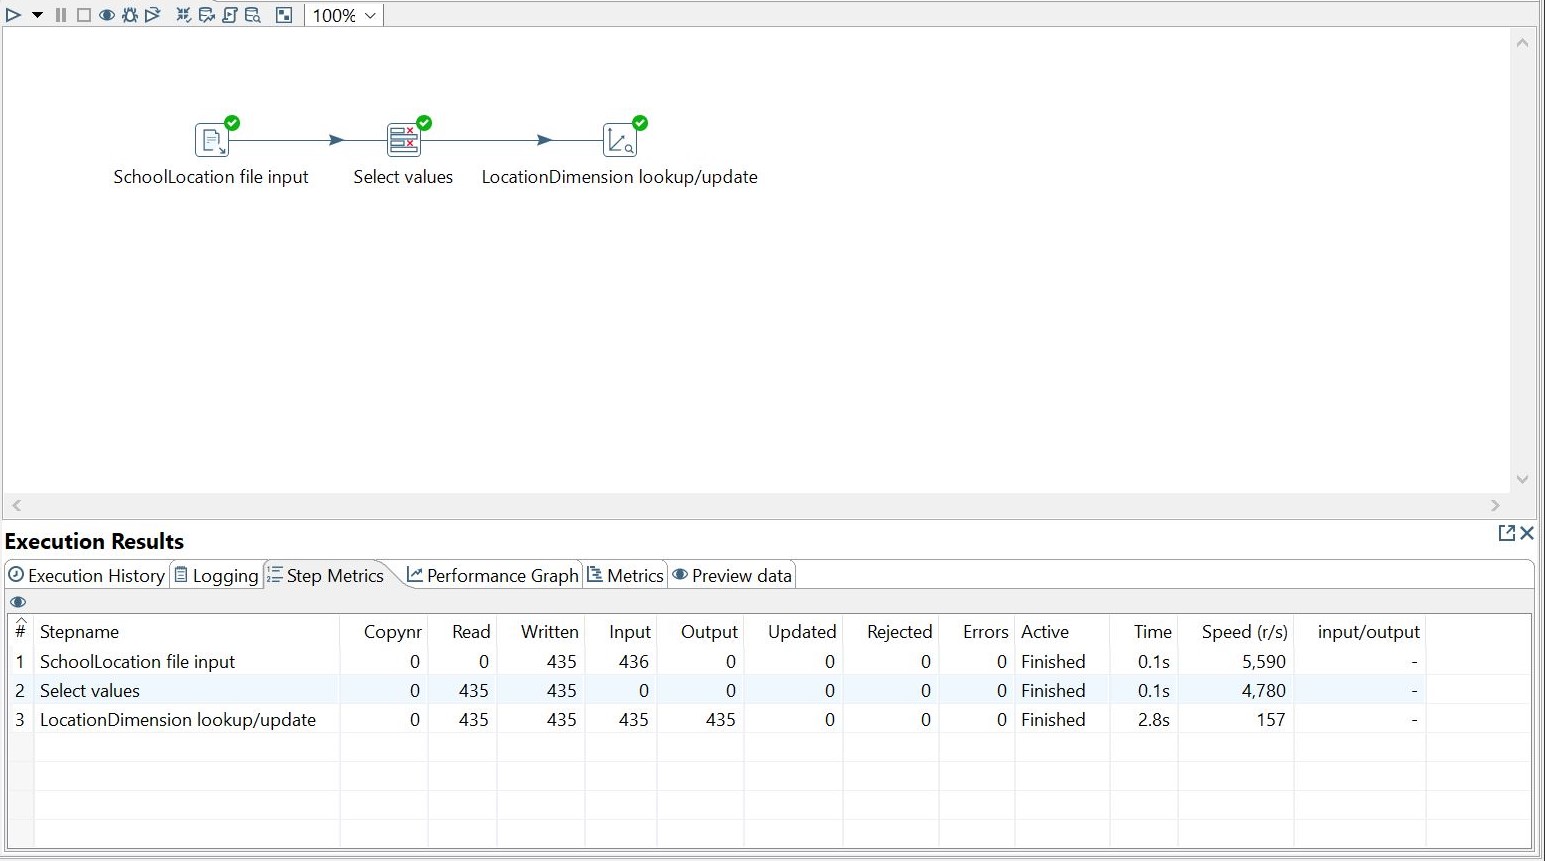 100%
SchoolLocation file input Select values LocationDimension lookup/update
Execution Results
Execution History Logging Step Metrics Performance Graph Metrics Preview data
# Stepname Copynr Read Written Input Output Updated Rejected Errors Active Time Speed (r/s) input/output
1 SchoolLocation file input 0 0 435 436 0 0 0 0 Finished 0.1s 5,590 -
2 Select values 0 435 435 0 0 0 0 0 Finished 0.1s 4,780 -
3 LocationDimension lookup/update 0 435 435 435 435 0 0 0 Finished 2.8s 157 -